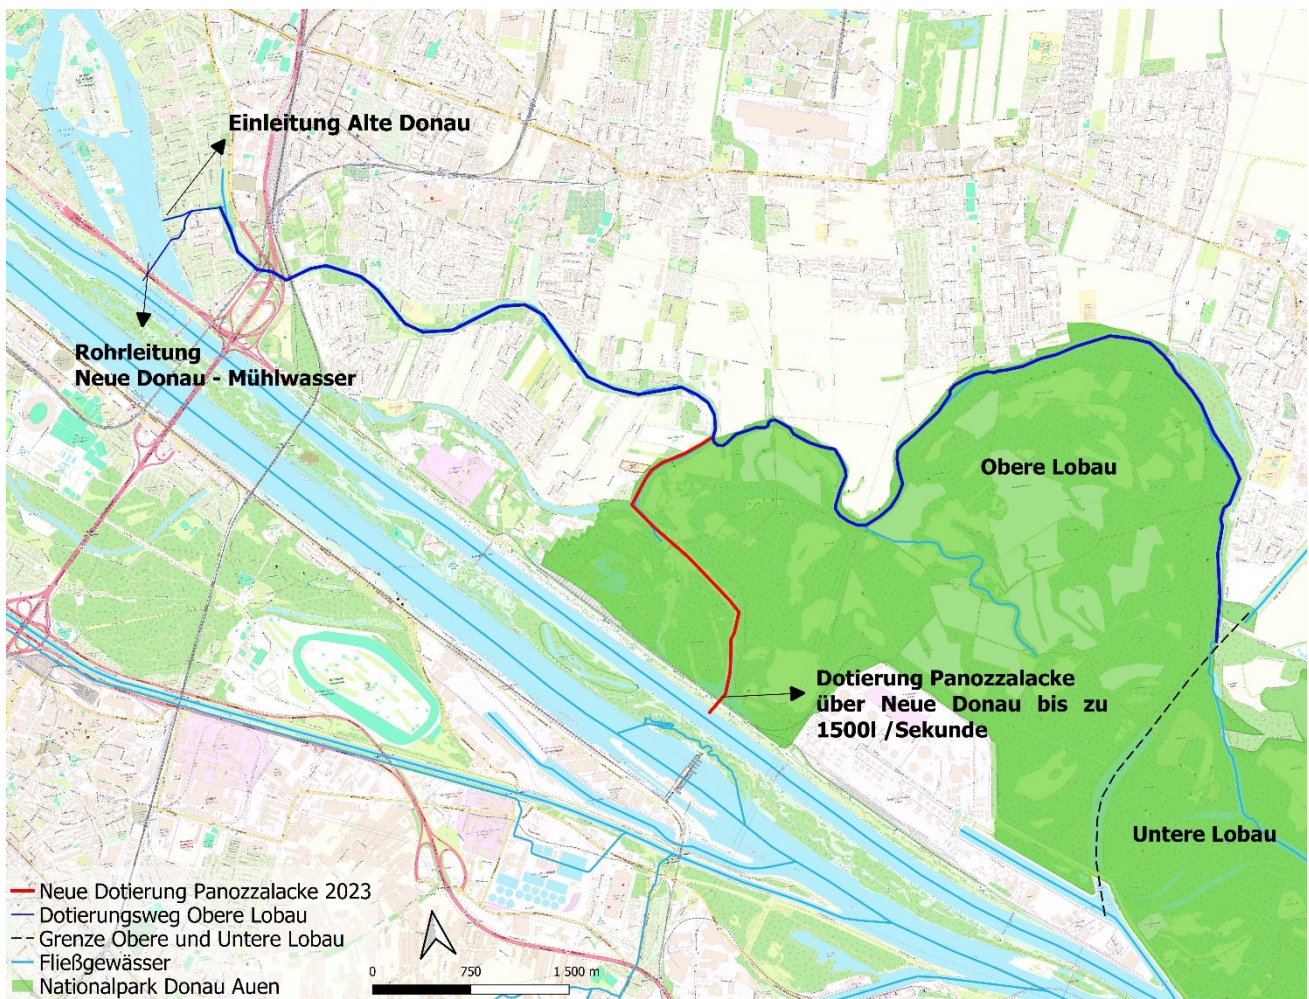 Einleitung Alte Donau
Rohrleitung
Neue Donau - Mühlwasser
Obere Lobau
Dotierung Panozzalacke
über Neue Donau bis zu
1500l /Sekunde
Untere Lobau
Neue Dotierung Panozzalacke 2023
Dotierungsweg Obere Lobau
Grenze Obere und Untere Lobau
Fließgewässer
Nationalpark Donau Auen
0 750 1 500 m